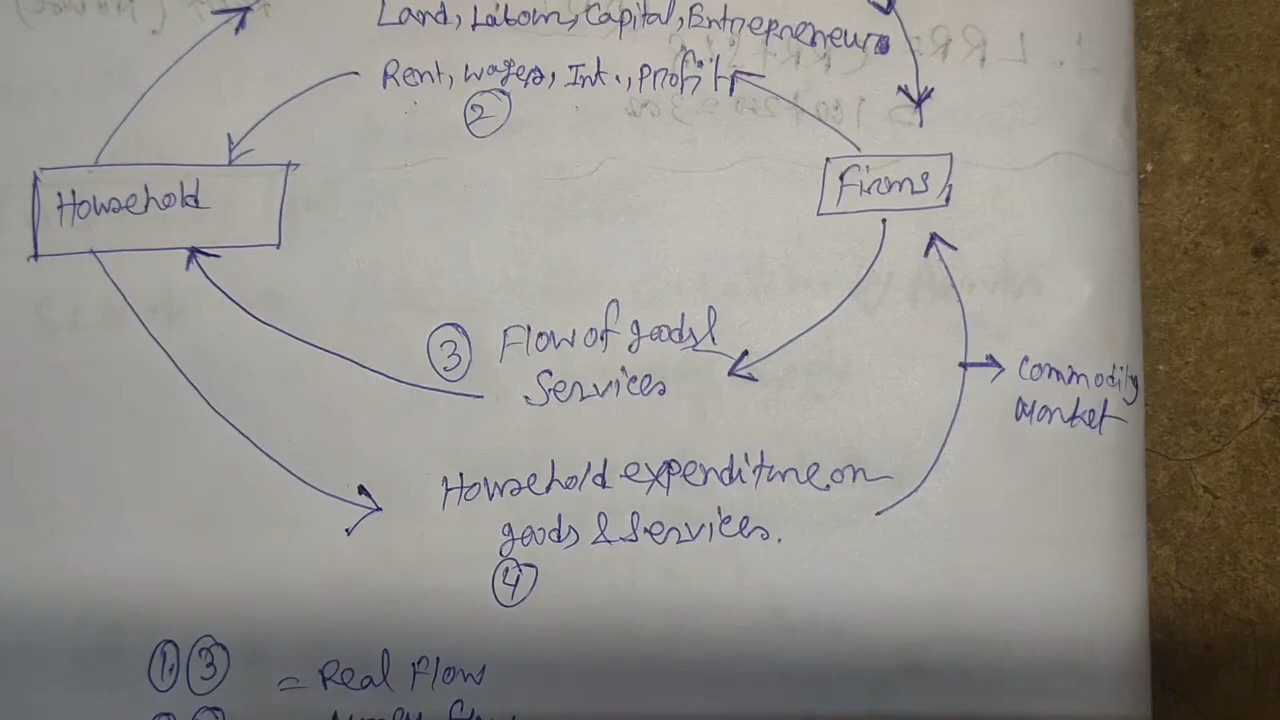 Land, Labour, Capital, Entrepreneur
Rent, wages, Int., Profit
2
Household
Firms,
3 Flow of goods &
Services
Commodity
Market
Household expenditure on
goods & services.
4
1, 3 = Real Flow